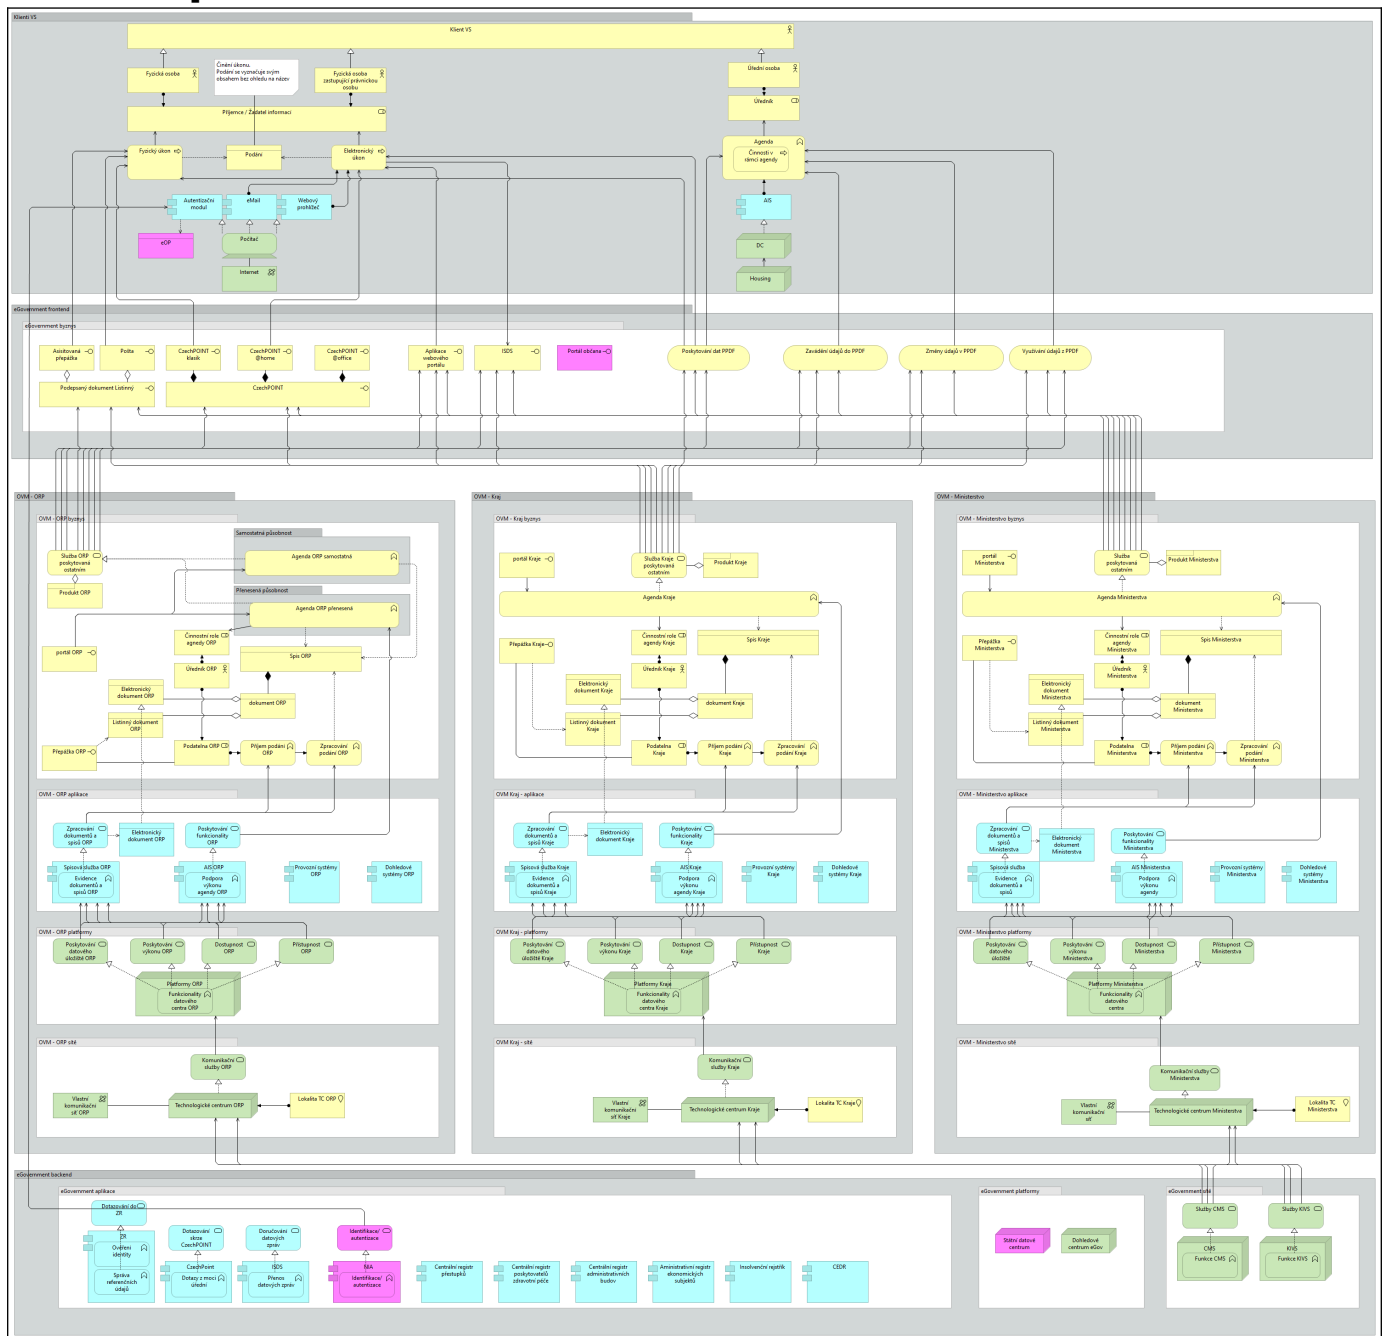 Klienti VS
Klient VS
Fyzická osoba
Činění úkonu.
Podání se vyznačuje svým
obsahem bez ohledu na název
Fyzická osoba
zastupující právnickou
osobu
Úřední osoba
Příjemce / Žadatel informací
Úředník
Fyzický úkon
Podání
Elektronický
úkon
Agenda
Činnosti v
rámci agendy
Autentizační
modul
eMail
Webový
prohlížeč
AIS
eOP
Počítač
DC
Internet
Housing
eGovernment frontend
eGovernment byznys
Asisitovaná
přepážka
Pošta
CzechPOINT
klasik
CzechPOINT
@home
CzechPOINT
@office
Aplikace
webového
portálu
ISDS
Portál občana
Poskytování dat PPDF
Zavádění údajů do PPDF
Změny údajů v PPDF
Využívání údajů z PPDF
Podepsaný dokument Listinný
CzechPOINT
OVM - ORP
OVM - ORP byznys
Samostatná působnost
Služba ORP
poskytovaná
ostatním
Agenda ORP samostatná
Produkt ORP
Přenesená působnost
Agenda ORP přenesená
portál ORP
Činnostní role
agnedy ORP
Spis ORP
Úředník ORP
Elektronický
dokument ORP
dokument ORP
Listinný dokument
ORP
Přepážka ORP
Podatelna ORP
Příjem podání
ORP
Zpracování
podání ORP
OVM - ORP aplikace
Zpracování
dokumentů a
spisů ORP
Elektronický
dokument ORP
Poskytování
funkcionality
ORP
Spisová služba ORP
Evidence
dokumentů a
spisů ORP
AIS ORP
Podpora
výkonu
agendy ORP
Provozní systémy
ORP
Dohledové
systémy ORP
OVM - ORP platformy
Poskytování
datového
úložiště ORP
Poskytování
výkonu ORP
Dostupnost
ORP
Přístupnost
ORP
Platformy ORP
Funkcionality
datového
centra ORP
OVM - ORP sítě
Komunikační
služby ORP
Vlastní
komunikační
síť ORP
Technologické centrum ORP
Lokalita TC ORP
OVM - Kraj
OVM - Kraj byznys
portál Kraje
Služba Kraje
poskytovaná
ostatním
Produkt Kraje
Agenda Kraje
Přepážka Kraje
Činnostní role
agendy Kraje
Spis Kraje
Úředník Kraje
Elektronický
dokument Kraje
dokument Kraje
Listinný dokument
Kraje
Podatelna
Kraje
Příjem podání
Kraje
Zpracování
podání Kraje
OVM Kraj - aplikace
Zpracování
dokumentů a
spisů Kraje
Elektronický
dokument Kraje
Poskytování
funkcionality
Kraje
Spisová služba Kraje
Evidence
dokumentů a
spisů Kraje
AIS Kraje
Podpora
výkonu
agendy Kraje
Provozní systémy
Kraje
Dohledové
systémy Kraje
OVM Kraj - platformy
Poskytování
datového
úložiště Kraje
Poskytování
výkonu Kraje
Dostupnost
Kraje
Přístupnost
Kraje
Platformy Kraje
Funkcionality
datového
centra Kraje
OVM Kraj - sítě
Komunikační
služby Kraje
Vlastní
komunikační
síť Kraje
Technologické centrum Kraje
Lokalita TC Kraje
OVM - Ministerstvo
OVM - Ministerstvo byznys
portál
Ministerstva
Služba
poskytovaná
ostatním
Produkt Ministerstva
Agenda Ministerstva
Přepážka
Ministerstva
Činnostní role
agendy
Ministerstva
Spis Ministerstva
Úředník
Ministerstva
Elektronický
dokument
Ministerstva
dokument
Ministerstva
Listinný dokument
Ministerstva
Podatelna
Ministerstva
Příjem podání
Ministerstva
Zpracování
podání
Ministerstva
OVM - Ministerstvo aplikace
Zpracování
dokumentů a
spisů
Ministerstva
Elektronický
dokument
Ministerstva
Poskytování
funkcionality
Ministerstva
Spisová služba
Evidence
dokumentů a
spisů
AIS Ministerstva
Podpora
výkonu
agendy
Provozní systémy
Ministerstva
Dohledové
systémy
Ministerstva
OVM - Ministerstvo platformy
Poskytování
datového
úložiště
Poskytování
výkonu
Ministerstva
Dostupnost
Ministerstva
Přístupnost
Ministerstva
Platformy Ministerstva
Funkcionality
datového
centra
OVM - Ministerstvo sítě
Komunikační služby
Ministerstva
Vlastní
komunikační
síť
Technologické centrum Ministerstva
Lokalita TC
Ministerstva
eGovernment backend
eGovernment aplikace
Dotazování do
ZR
ZR
Ověření
identity
Správa
referenčních
údajů
Dotazování
skrze
CzechPOINT
CzechPoint
Dotazy z moci
úřední
Doručování
datových
zpráv
ISDS
Přenos
datových zpráv
Identifikace/
autentizace
NIA
Identifikace/
autentizace
Centrální registr
přestupků
Centrální registr
poskytovatelů
zdravotní péče
Centrální registr
administrativních
budov
Aministrativní registr
ekonomických
subjektů
Insolvenční rejstřík
CEDR
eGovernment platformy
Státní datové
centrum
Dohledové
centrum eGov
eGovernment sítě
Služby CMS
Služby KIVS
CMS
Funkce CMS
KIVS
Funkce KIVS